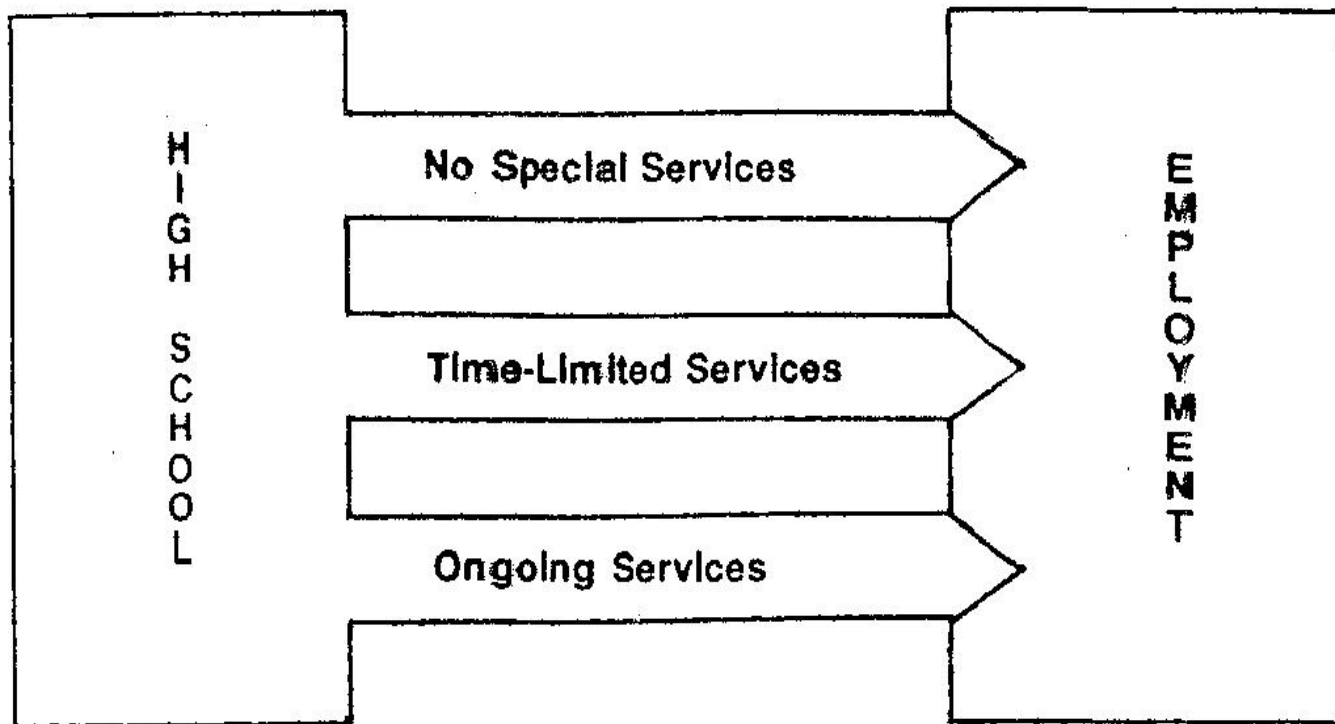 HIGH SCHOOL
No Special Services
Time-Limited Services
Ongoing Services
EMPLOYMENT